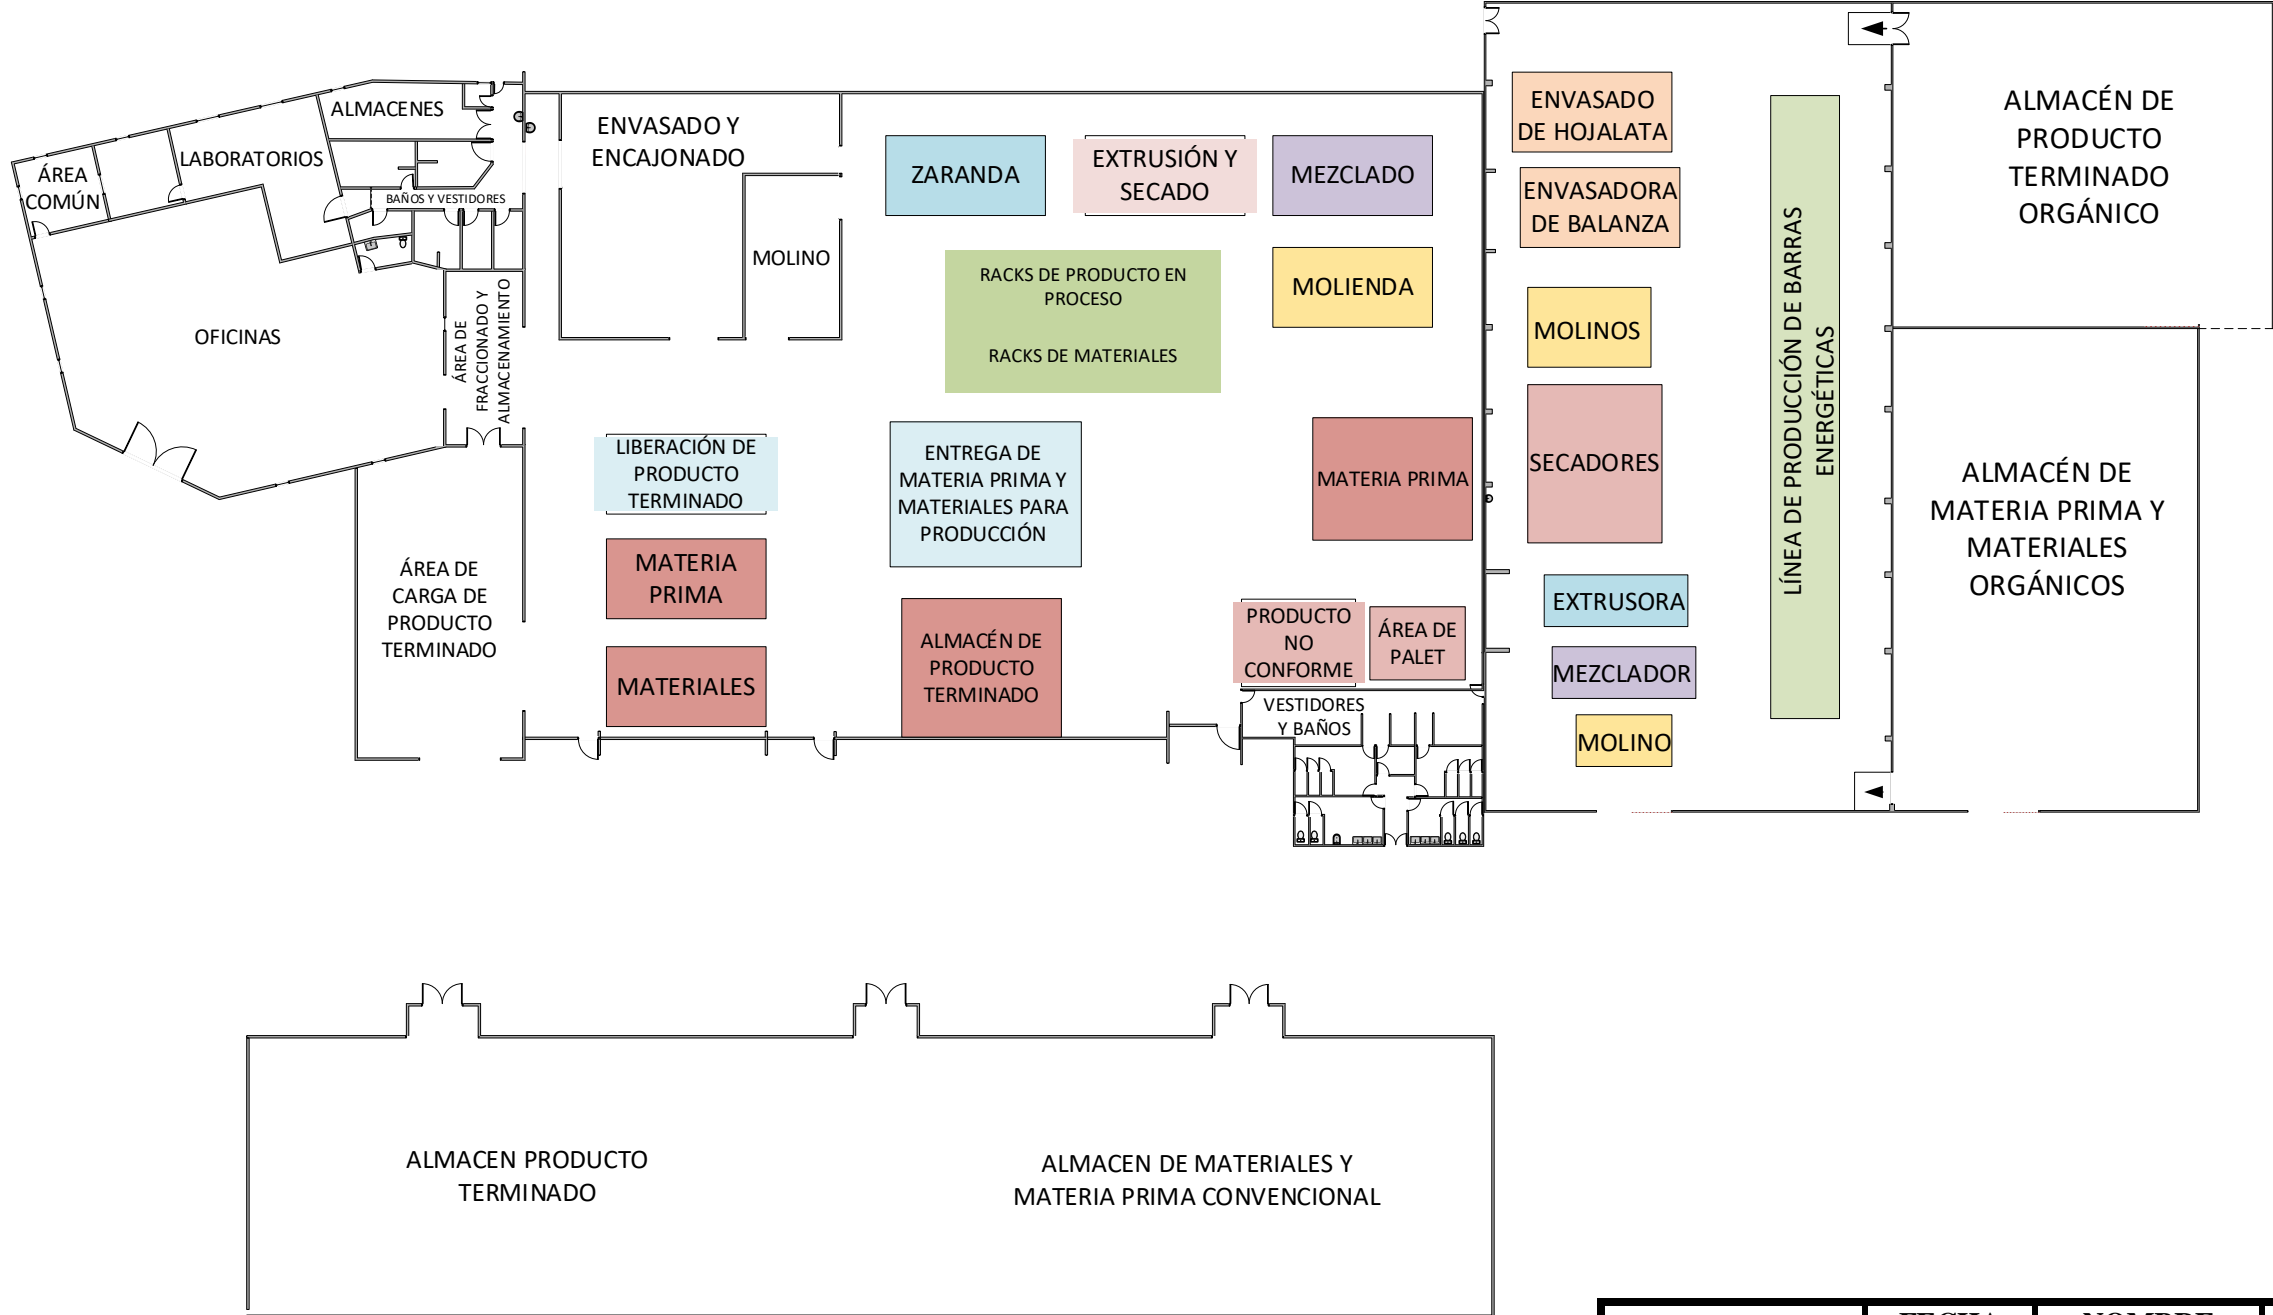 ALMACENES
LABORATORIOS
ÁREA
COMÚN
BAÑOS Y VESTIDORES
OFICINAS
ÁREA DE
FRACCIONADO Y
ALMACENAMIENTO
ÁREA DE
CARGA DE
PRODUCTO
TERMINADO
ENVASADO Y
ENCAJONADO
MOLINO
ZARANDA
EXTRUSIÓN Y
SECADO
MEZCLADO
RACKS DE PRODUCTO EN
PROCESO
RACKS DE MATERIALES
MOLIENDA
LIBERACIÓN DE
PRODUCTO
TERMINADO
ENTREGA DE
MATERIA PRIMA Y
MATERIALES PARA
PRODUCCIÓN
MATERIA PRIMA
MATERIA
PRIMA
MATERIALES
ALMACÉN DE
PRODUCTO
TERMINADO
PRODUCTO
NO
CONFORME
ÁREA DE
PALET
VESTIDORES
Y BAÑOS
ENVASADO
DE HOJALATA
ENVASADORA
DE BALANZA
MOLINOS
SECADORES
EXTRUSORA
MEZCLADOR
MOLINO
LÍNEA DE PRODUCCIÓN DE BARRAS
ENERGÉTICAS
ALMACÉN DE
PRODUCTO
TERMINADO
ORGÁNICO
ALMACÉN DE
MATERIA PRIMA Y
MATERIALES
ORGÁNICOS
ALMACEN PRODUCTO
TERMINADO
ALMACEN DE MATERIALES Y
MATERIA PRIMA CONVENCIONAL
FECHA NOMBRE